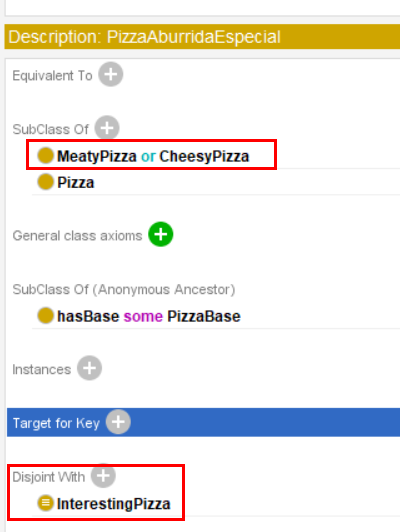 Description: PizzaAburridaEspecial
Equivalent To
SubClass Of
MeatyPizza or CheesyPizza
Pizza
General class axioms
SubClass Of (Anonymous Ancestor)
hasBase some PizzaBase
Instances
Target for Key
Disjoint With
InterestingPizza